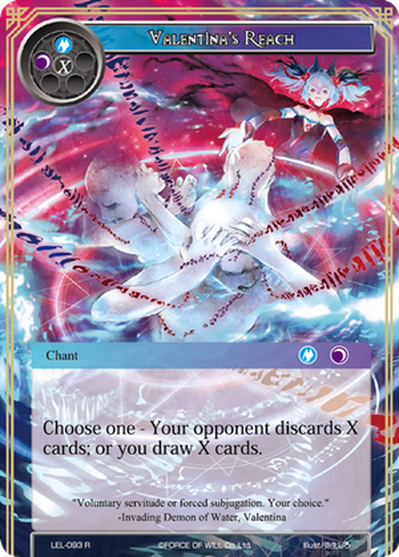 Valentina's Reach
X
Chant
Choose one - Your opponent discards X
cards; or you draw X cards.
"Voluntary servitude or forced subjugation. Your choice."
-Invading Demon of Water, Valentina
LEL-093 R ©FORCE OF WILL Co.,Ltd. Illust/